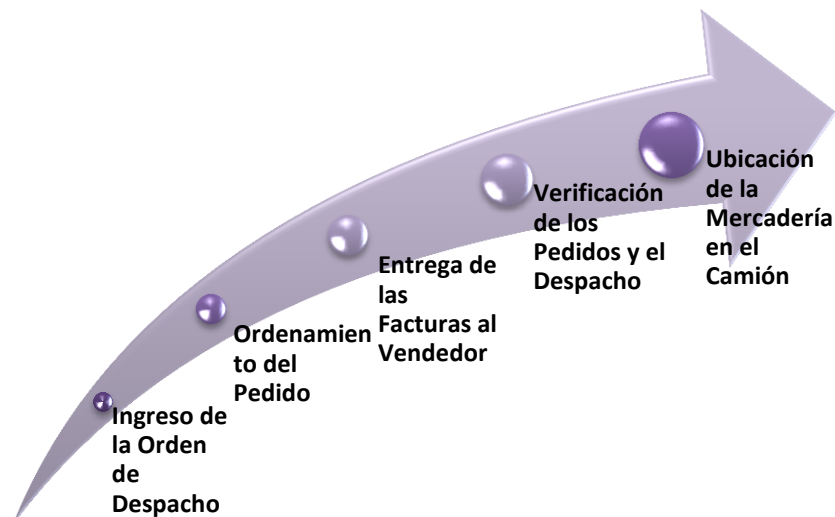 Ingreso de
la Orden
de
Despacho
Ordenamien
to del
Pedido
Entrega de
las
Facturas al
Vendedor
Verificación
de los
Pedidos y el
Despacho
Ubicación
de la
Mercadería
en el
Camión